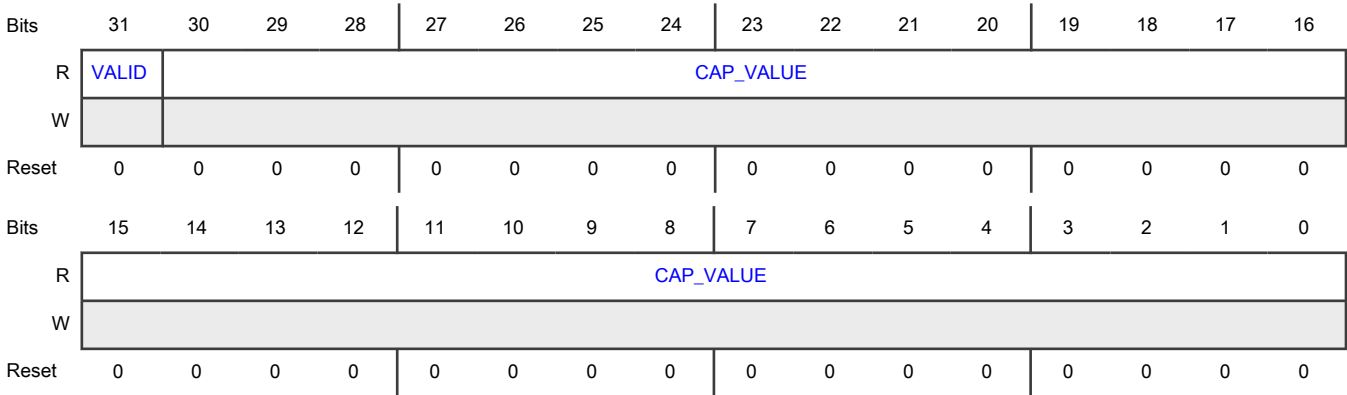 Bits 31 30 29 28 27 26 25 24 23 22 21 20 19 18 17 16
R VALID CAP_VALUE
W
Reset 0 0 0 0 0 0 0 0 0 0 0 0 0 0 0 0
Bits 15 14 13 12 11 10 9 8 7 6 5 4 3 2 1 0
R CAP_VALUE
W
Reset 0 0 0 0 0 0 0 0 0 0 0 0 0 0 0 0